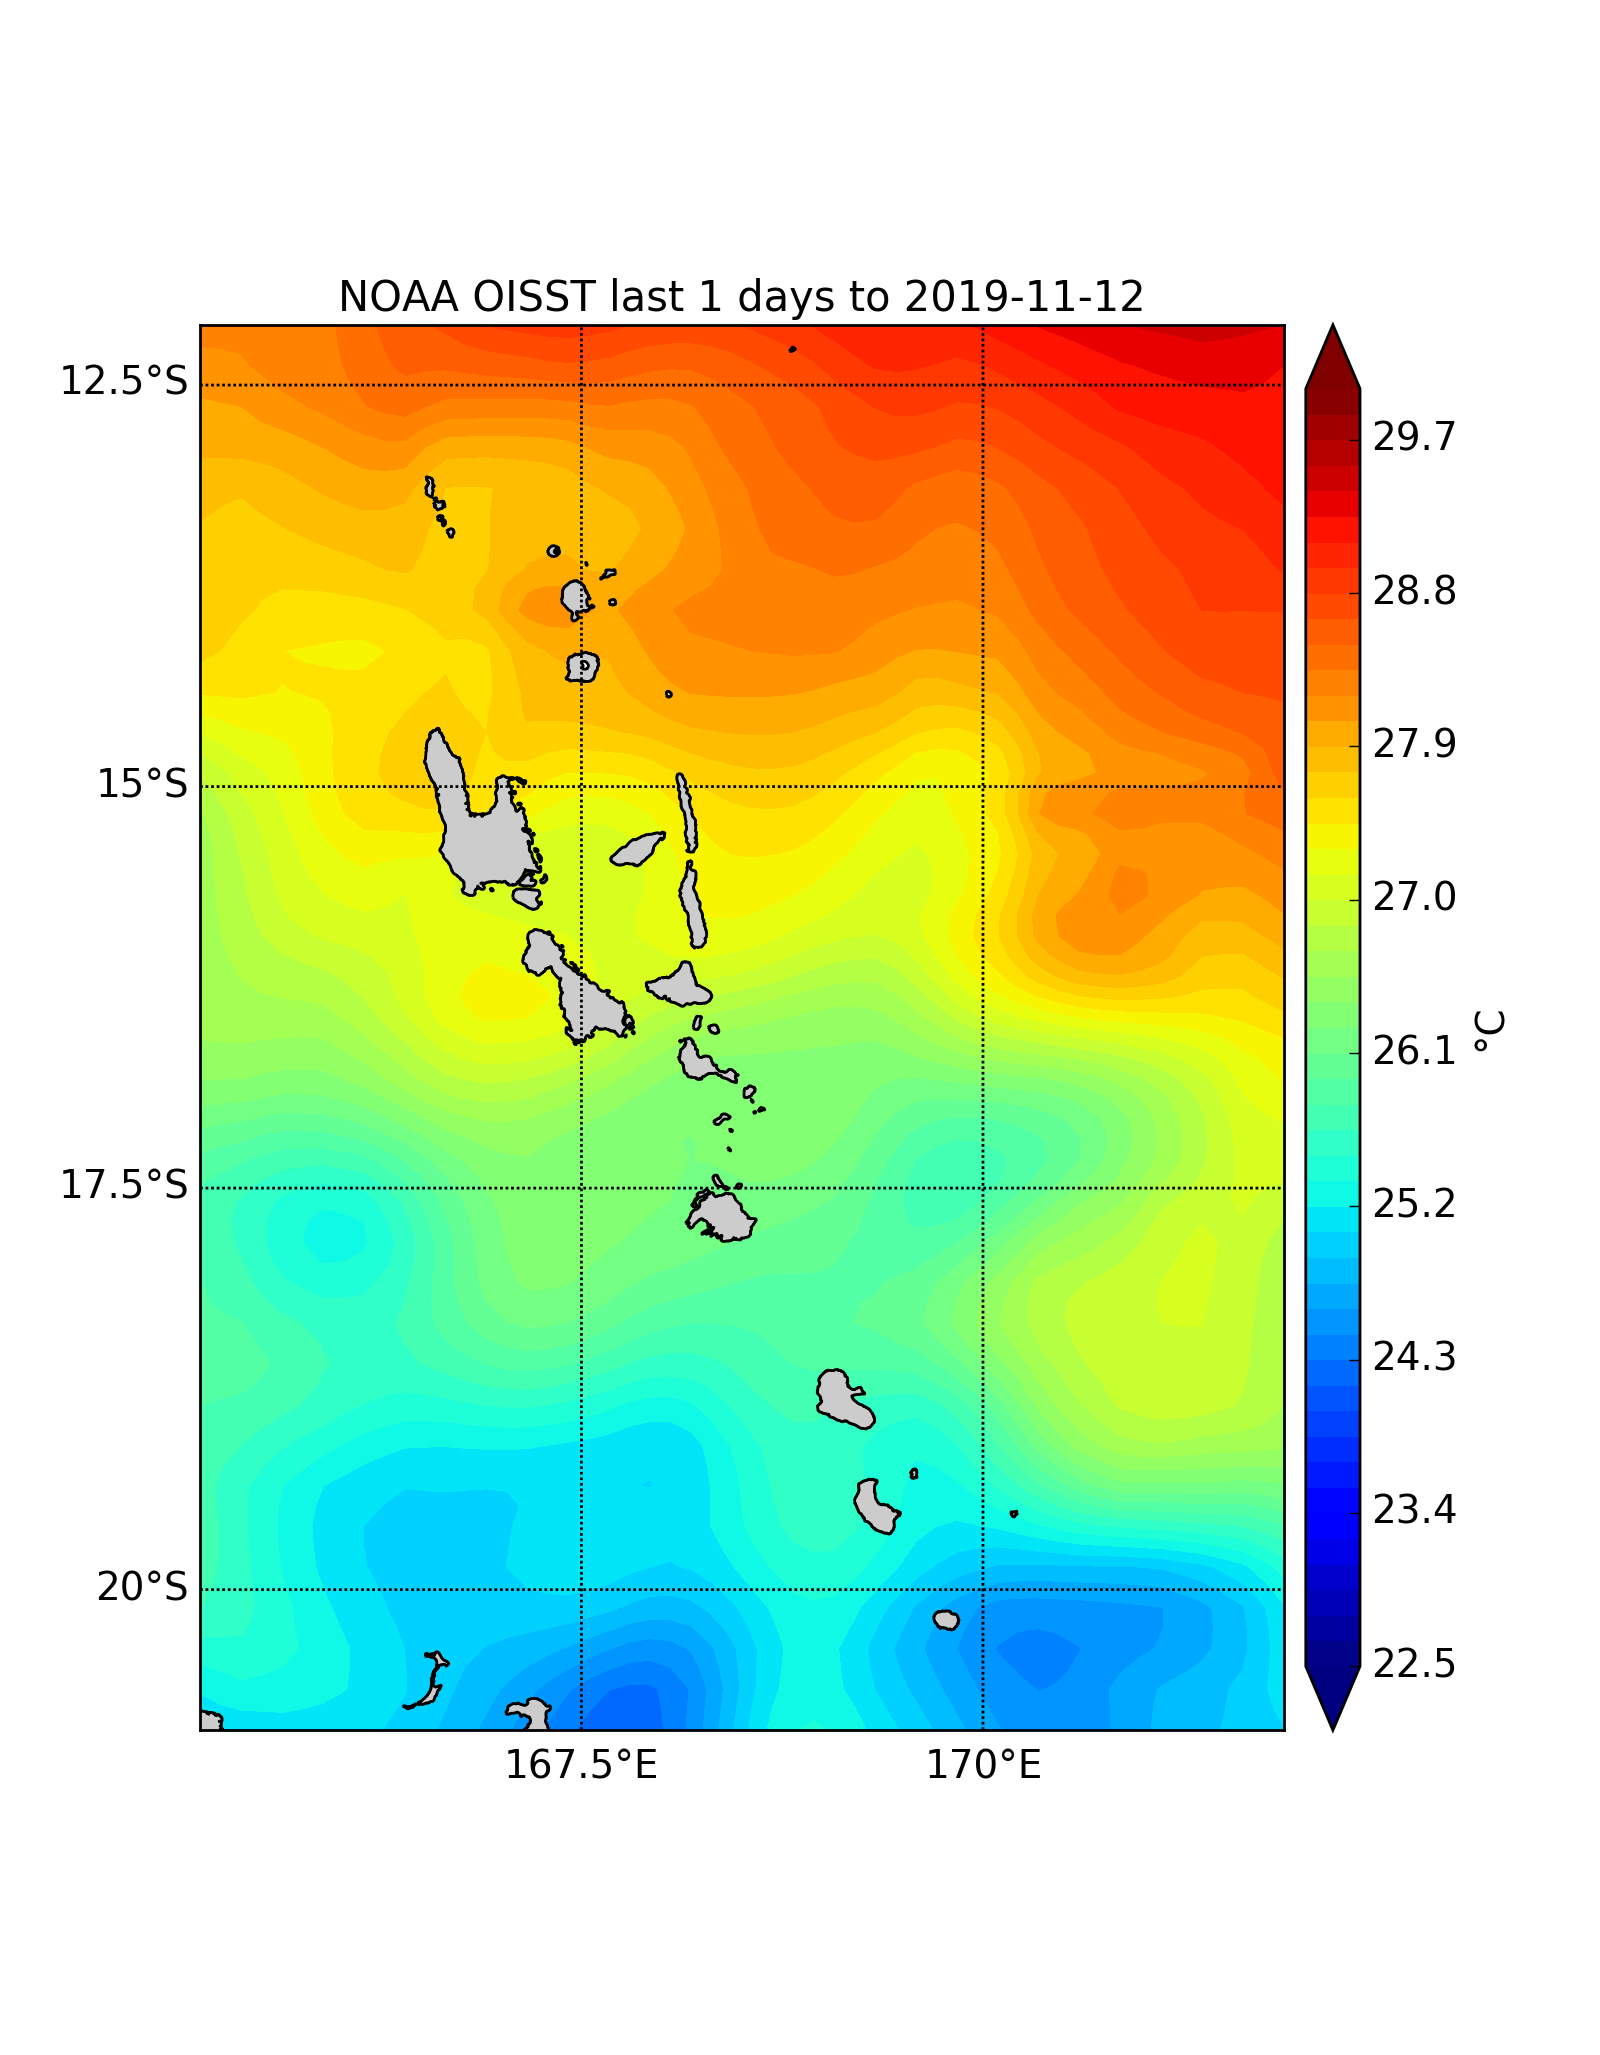 NOAA OISST last 1 days to 2019-11-12
12.5°S
15°S
17.5°S
20°S
167.5°E
170°E
29.7
28.8
27.9
27.0
26.1
25.2
24.3
23.4
22.5
°C